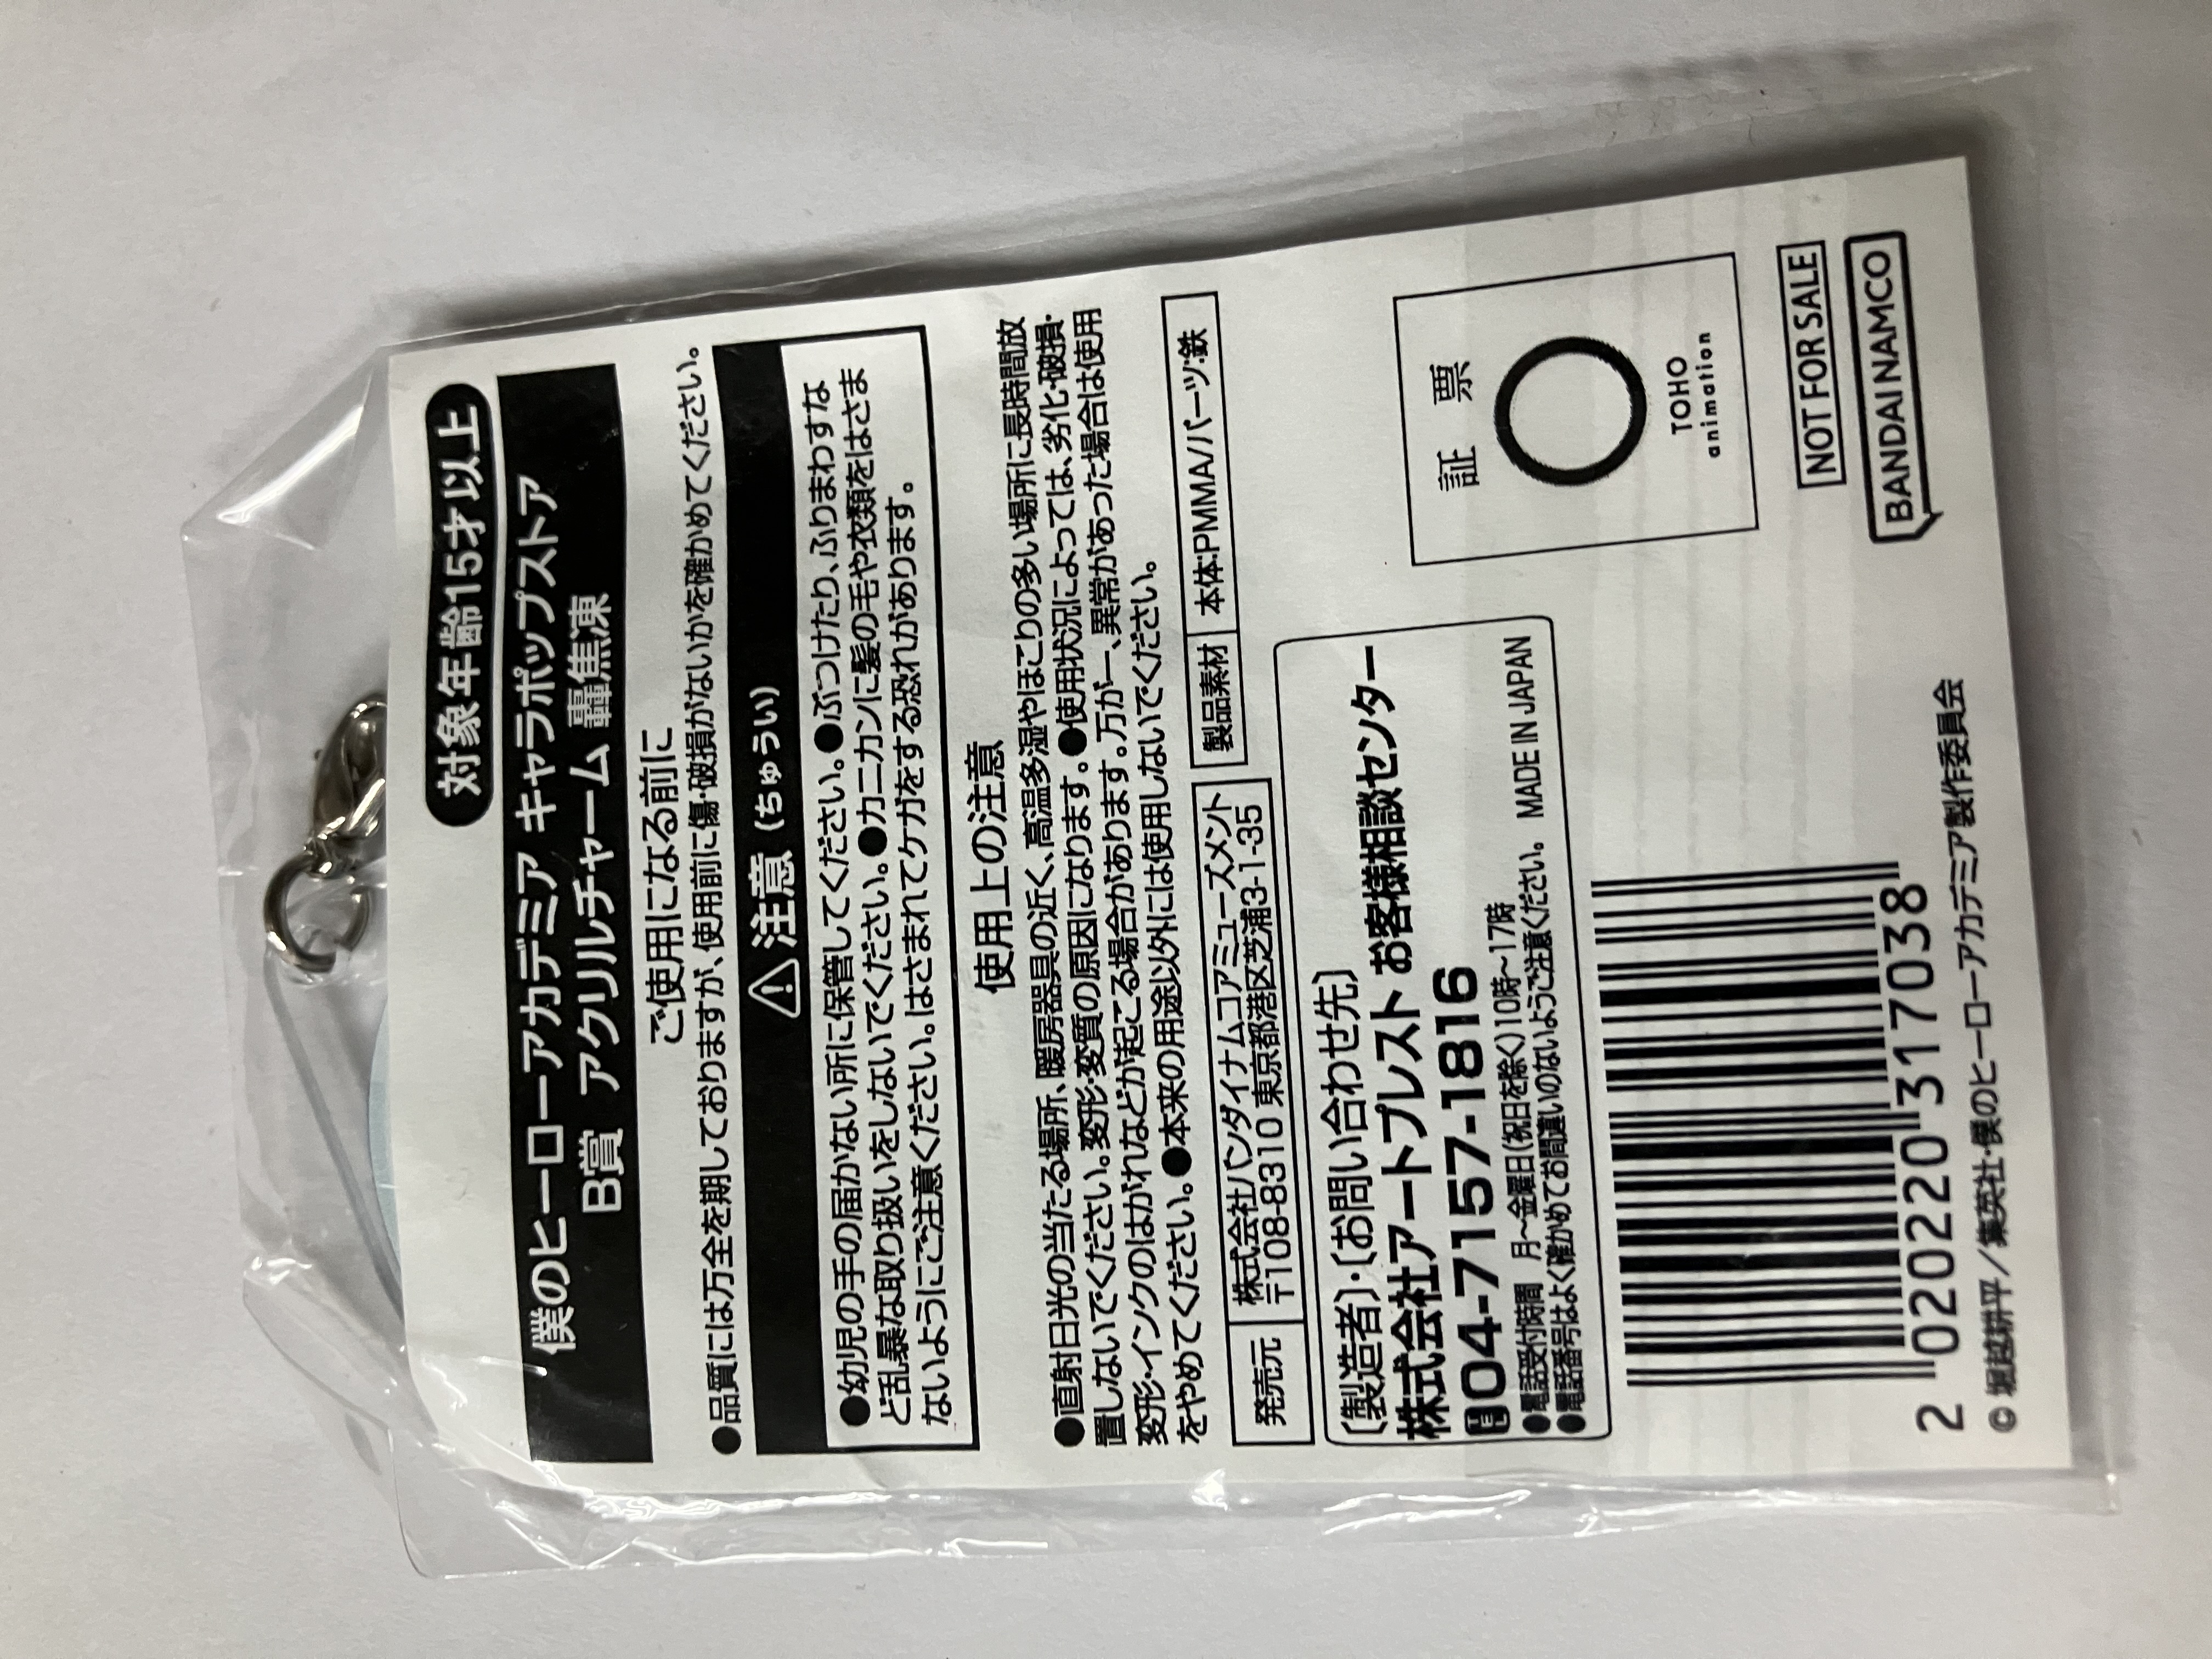 対象年齢15才以上
僕のヒーローアカデミア キャラポップストア
B賞 アクリルチャーム 轟焦凍
ご使用になる前に
●品質には万全を期しておりますが、使用前に傷・破損がないかを確かめてください。
⚠注意(ちゅうい)
●幼児の手の届かない所に保管してください。●ぶつけたり、ふりまわすな
ど乱暴な取り扱いをしないでください。●カニカンに髪の毛や衣類をはさま
ないようにご注意ください。はさまれてケガをする恐れがあります。
使用上の注意
●直射日光の当たる場所、暖房器具の近く、高温多湿やほこりの多い場所に長時間放
置しないでください。変形・変質の原因になります。●使用状況によっては、劣化・破損・
変形・インクのはがれなどが起こる場合があります。万が一、異常があった場合は使用
をやめてください。●本来の用途以外には使用しないでください。
発売元 株式会社バンダイナムコアミューズメント
〒108-8310 東京都港区芝浦3-1-35
製品素材 本体:PMMA/パーツ:鉄
〔製造者〕・〔お問い合わせ先〕
株式会社アートプレスト お客様相談センター
04-7157-1816
●電話受付時間 月～金曜日(祝日を除く)10時～17時
●電話番号はよく確かめてお間違いのないようご注意ください。 MADE IN JAPAN
証 票
TOHO
animation
2 020220 317038
NOT FOR SALE
BANDAI NAMCO
© 堀越耕平／集英社・僕のヒーローアカデミア製作委員会